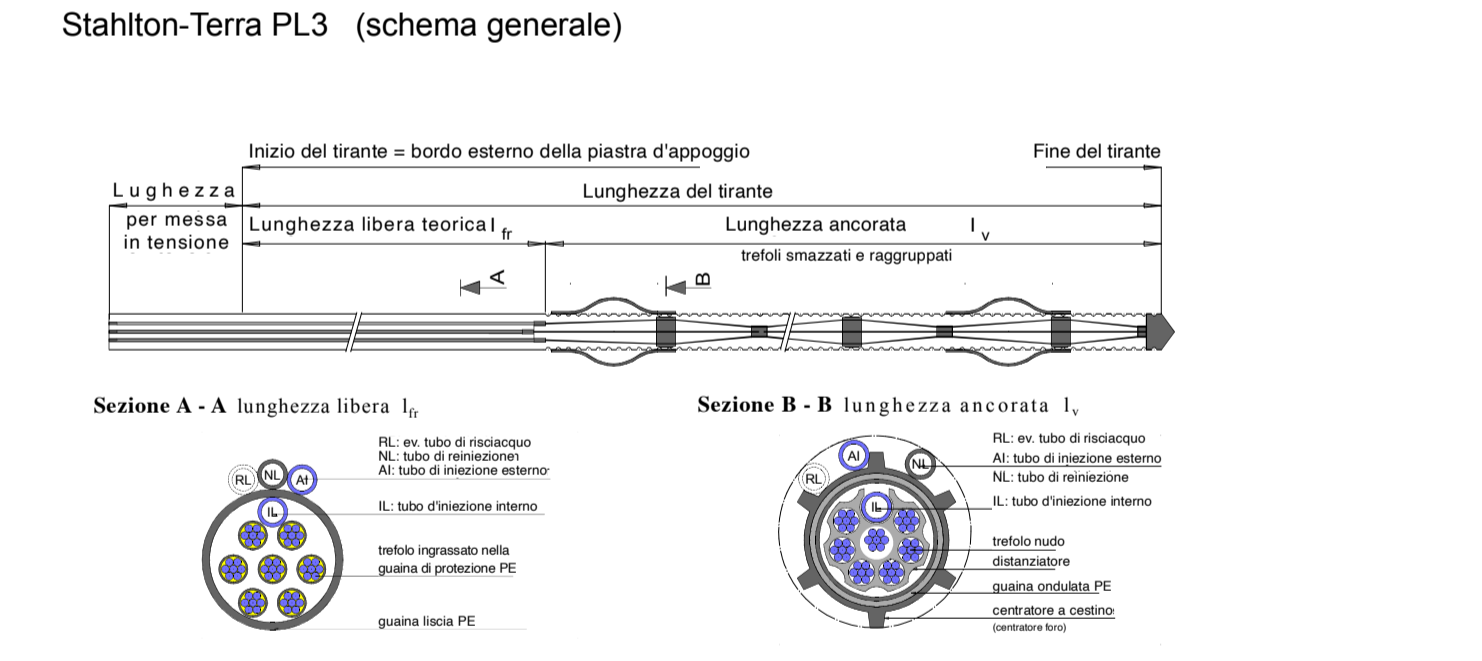 Stahlton-Terra PL3 (schema generale)
Inizio del tirante = bordo esterno della piastra d'appoggio
Fine del tirante
Lughezza
per messa
in tensione
Lunghezza del tirante
Lunghezza libera teorica l fr
Lunghezza ancorata l v
trefoli smazzati e raggruppati
A
B
Sezione A - A lunghezza libera lfr
RL: ev. tubo di risciacquo
NL: tubo di reiniezione
AI: tubo di iniezione esterno
RL
NL
AI
IL
IL: tubo d'iniezione interno
trefolo ingrassato nella
guaina di protezione PE
guaina liscia PE
Sezione B - B lunghezza ancorata lv
RL: ev. tubo di risciacquo
AI: tubo di iniezione esterno
NL: tubo di reiniezione
IL: tubo d'iniezione interno
AI
NL
RL
IL
trefolo nudo
distanziatore
guaina ondulata PE
centratore a cestino
(centratore foro)